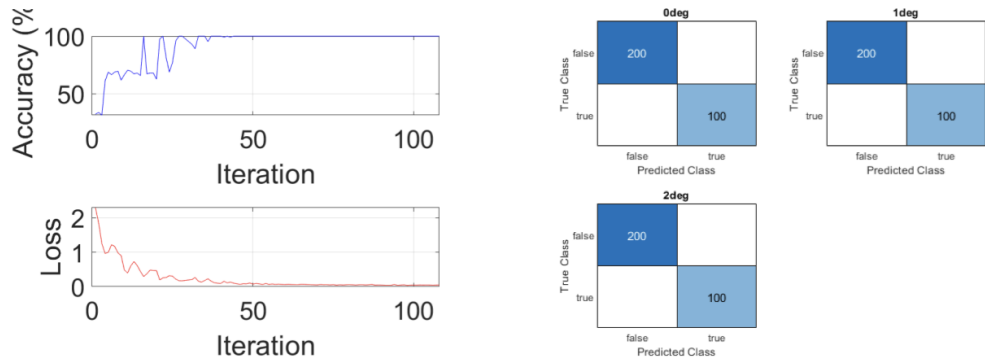 Accuracy (%
100
50
0 50 100
Iteration
Loss
2
1
0
0 50 100
Iteration
0deg
True Class
false 200
true 100
false true
Predicted Class
1deg
True Class
false 200
true 100
false true
Predicted Class
2deg
True Class
false 200
true 100
false true
Predicted Class